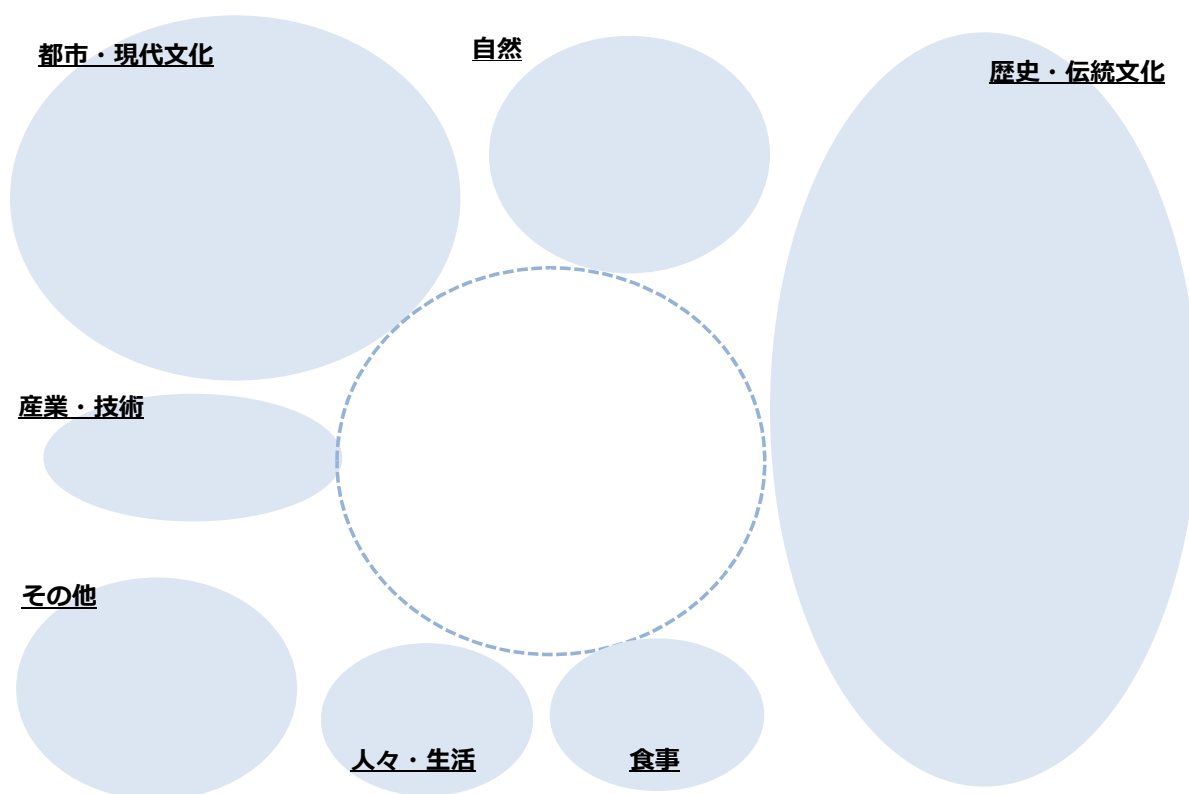 都市・現代文化
自然
歴史・伝統文化
産業・技術
その他
人々・生活
食事